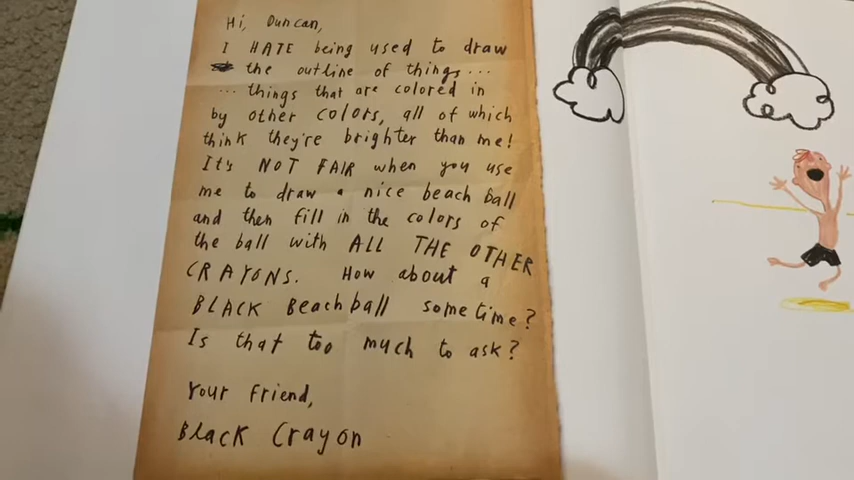 Hi, Duncan,
I HATE being used to draw
the outline of things...
...things that are colored in
by other colors, all of which
think they're brighter than me!
It's NOT FAIR when you use
me to draw a nice beach ball
and then fill in the colors of
the ball with ALL THE OTHER
CRAYONS. How about a
BLACK Beach ball sometime?
Is that too much to ask?
Your friend,
Black Crayon